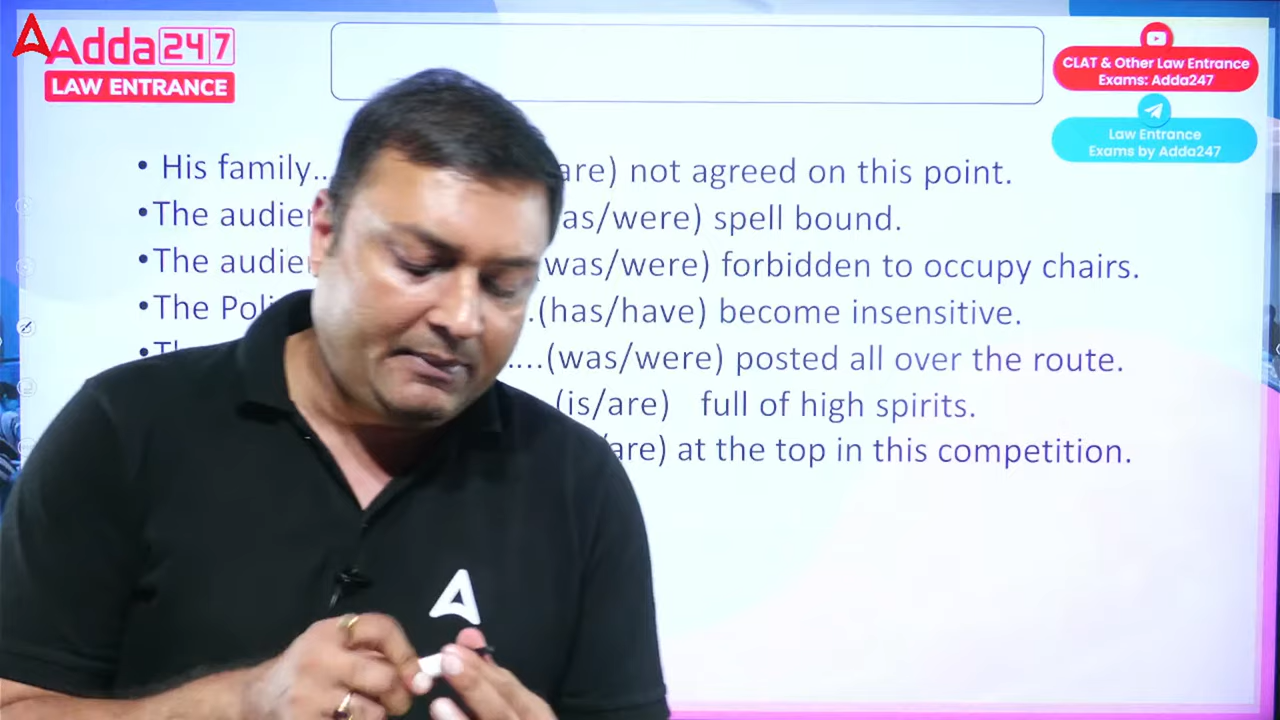 Adda247
LAW ENTRANCE
CLAT & Other Law Entrance
Exams: Adda247
Law Entrance
Exams by Adda247
• His family.. are) not agreed on this point.
•The as/were) spell bound.
•The (was/were) forbidden to occupy chairs.
•The .(has/have) become insensitive.
• ....(was/were) posted all over the route.
(is/are) full of high spirits.
/are) at the top in this competition.